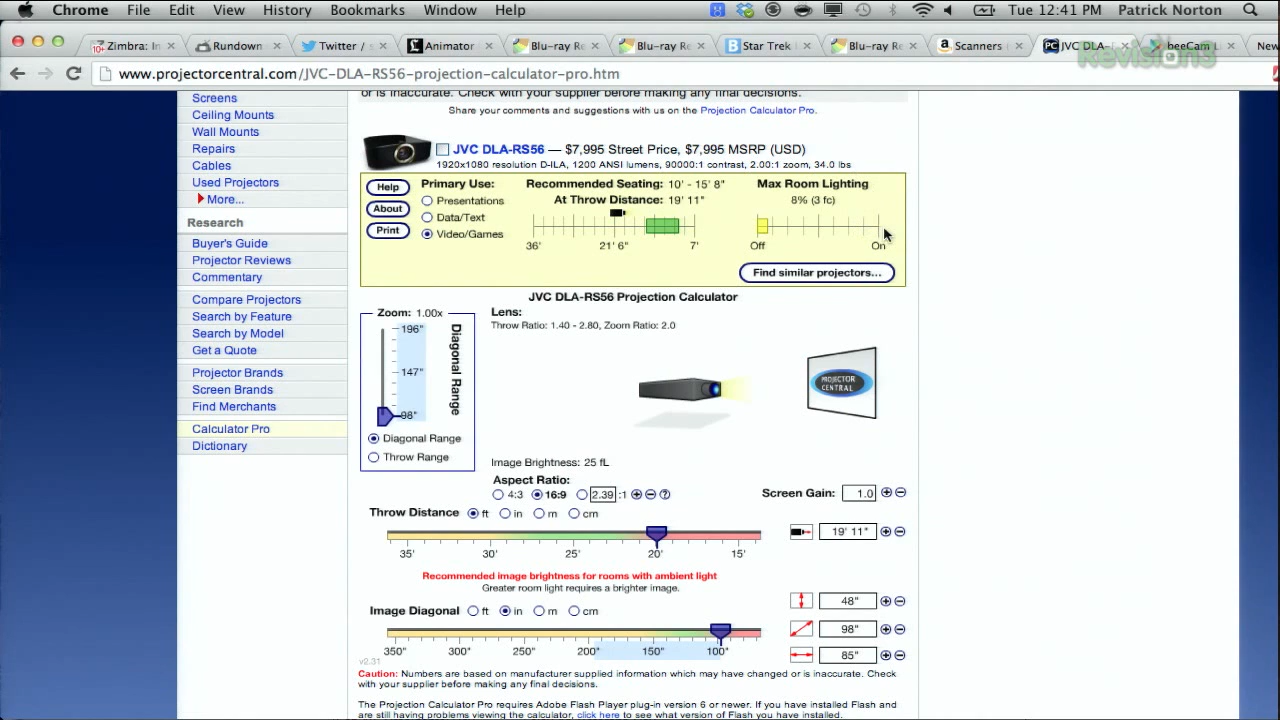 Chrome File Edit View History Bookmarks Window Help Tue 12:41 PM Patrick Norton
Zimbra: In Rundown Twitter / s Animator Blu-ray Re Blu-ray Re Star Trek Blu-ray Re Scanners JVC DLA- beeCam L New
Revision3
www.projectorcentral.com/JVC-DLA-RS56-projection-calculator-pro.htm
Screens
Ceiling Mounts
Wall Mounts
Repairs
Cables
Used Projectors
More...
Research
Buyer's Guide
Projector Reviews
Commentary
Compare Projectors
Search by Feature
Search by Model
Get a Quote
Projector Brands
Screen Brands
Find Merchants
Calculator Pro
Dictionary
or is inaccurate. Check with your supplier before making any final decisions.
Share your comments and suggestions with us on the Projection Calculator Pro.
JVC DLA-RS56 — $7,995 Street Price, $7,995 MSRP (USD)
1920x1080 resolution D-ILA, 1200 ANSI lumens, 90000:1 contrast, 2.00:1 zoom, 34.0 lbs
Help
About
Print
Primary Use:
Presentations
Data/Text
Video/Games
Recommended Seating: 10' - 15' 8"
At Throw Distance: 19' 11"
36' 21' 6" 7'
Max Room Lighting
8% (3 fc)
Off On
Find similar projectors...
JVC DLA-RS56 Projection Calculator
Zoom: 1.00x
196"
147"
98"
Diagonal Range
Diagonal Range
Throw Range
Lens:
Throw Ratio: 1.40 - 2.80, Zoom Ratio: 2.0
PROJECTOR
CENTRAL
Image Brightness: 25 fL
Aspect Ratio:
4:3 16:9 2.39 :1 ?
Screen Gain: 1.0
Throw Distance ft in m cm
35' 30' 25' 20' 15'
19' 11"
Recommended image brightness for rooms with ambient light
Greater room light requires a brighter image.
Image Diagonal ft in m cm
350" 300" 250" 200" 150" 100"
48"
98"
85"
v2.31
Caution: Numbers are based on manufacturer supplied information which may have changed or is inaccurate. Check
with your supplier before making any final decisions.
The Projection Calculator Pro requires Adobe Flash Player plug-in version 6 or newer. If you have installed Flash and
are still having problems viewing the calculator, click here to see what version of Flash you have installed.